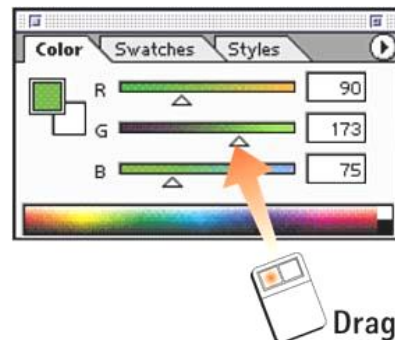 Color Swatches Styles
R 90
G 173
B 75
Drag